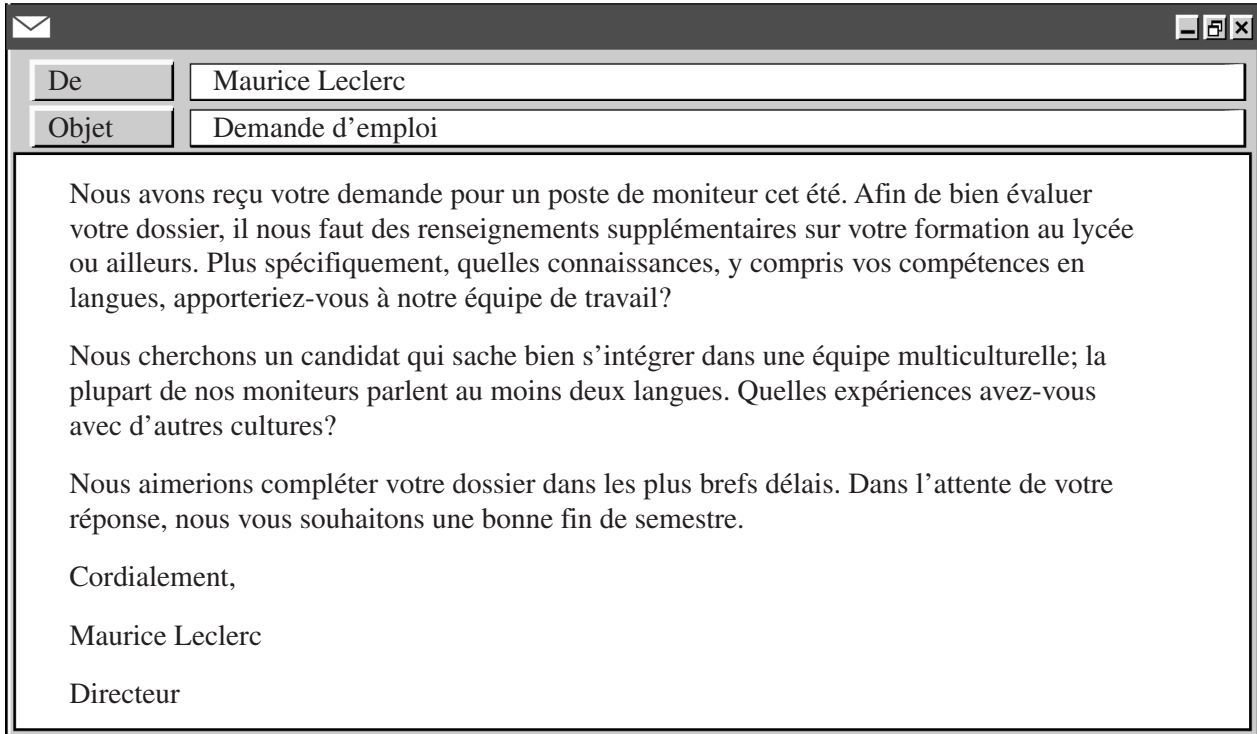 De Maurice Leclerc
Objet Demande d'emploi
Nous avons reçu votre demande pour un poste de moniteur cet été. Afin de bien évaluer
votre dossier, il nous faut des renseignements supplémentaires sur votre formation au lycée
ou ailleurs. Plus spécifiquement, quelles connaissances, y compris vos compétences en
langues, apporteriez-vous à notre équipe de travail?
Nous cherchons un candidat qui sache bien s'intégrer dans une équipe multiculturelle; la
plupart de nos moniteurs parlent au moins deux langues. Quelles expériences avez-vous
avec d'autres cultures?
Nous aimerions compléter votre dossier dans les plus brefs délais. Dans l'attente de votre
réponse, nous vous souhaitons une bonne fin de semestre.
Cordialement,
Maurice Leclerc
Directeur